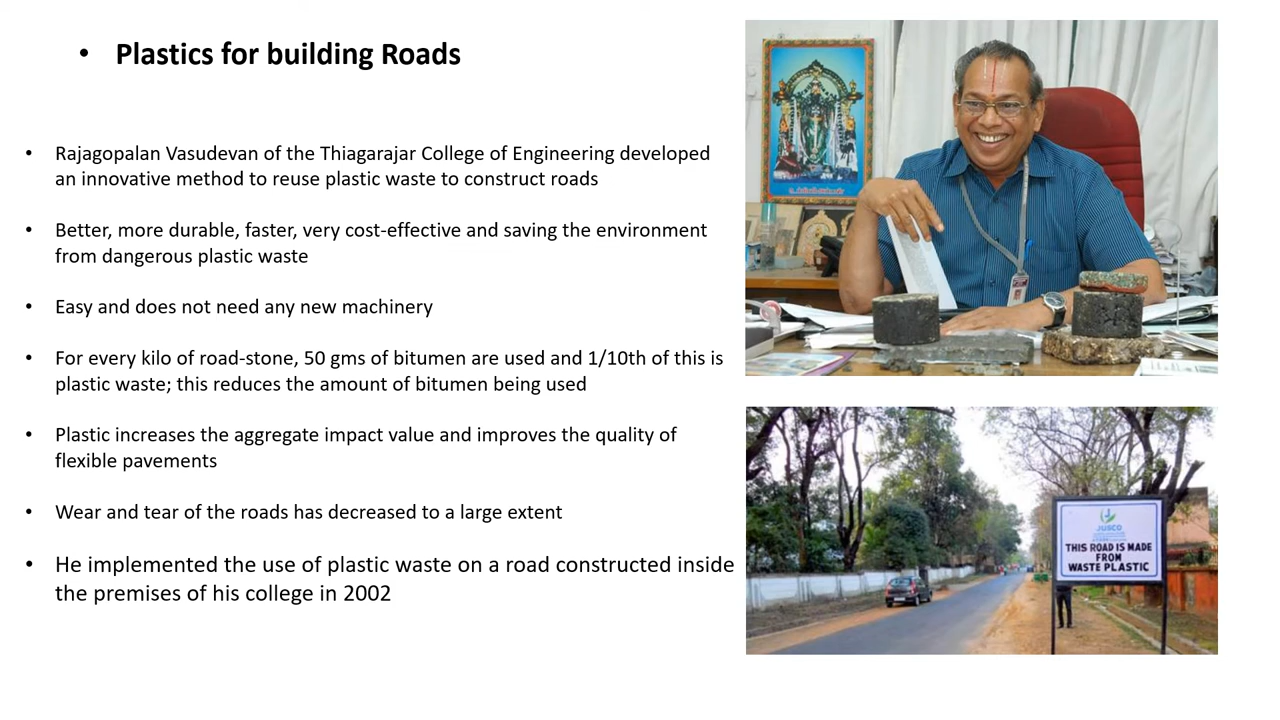 • Plastics for building Roads
• Rajagopalan Vasudevan of the Thiagarajar College of Engineering developed
an innovative method to reuse plastic waste to construct roads
• Better, more durable, faster, very cost-effective and saving the environment
from dangerous plastic waste
• Easy and does not need any new machinery
• For every kilo of road-stone, 50 gms of bitumen are used and 1/10th of this is
plastic waste; this reduces the amount of bitumen being used
• Plastic increases the aggregate impact value and improves the quality of
flexible pavements
• Wear and tear of the roads has decreased to a large extent
• He implemented the use of plastic waste on a road constructed inside
the premises of his college in 2002
JUSCO
THIS ROAD IS MADE
FROM
WASTE PLASTIC